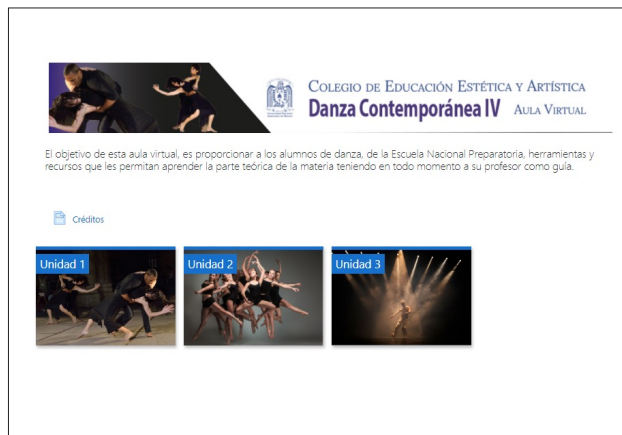 COLEGIO DE EDUCACIÓN ESTÉTICA Y ARTÍSTICA
Danza Contemporánea IV AULA VIRTUAL
El objetivo de esta aula virtual, es proporcionar a los alumnos de danza, de la Escuela Nacional Preparatoria, herramientas y
recursos que les permitan aprender la parte teórica de la materia teniendo en todo momento a su profesor como guía.
Créditos
Unidad 1
Unidad 2
Unidad 3